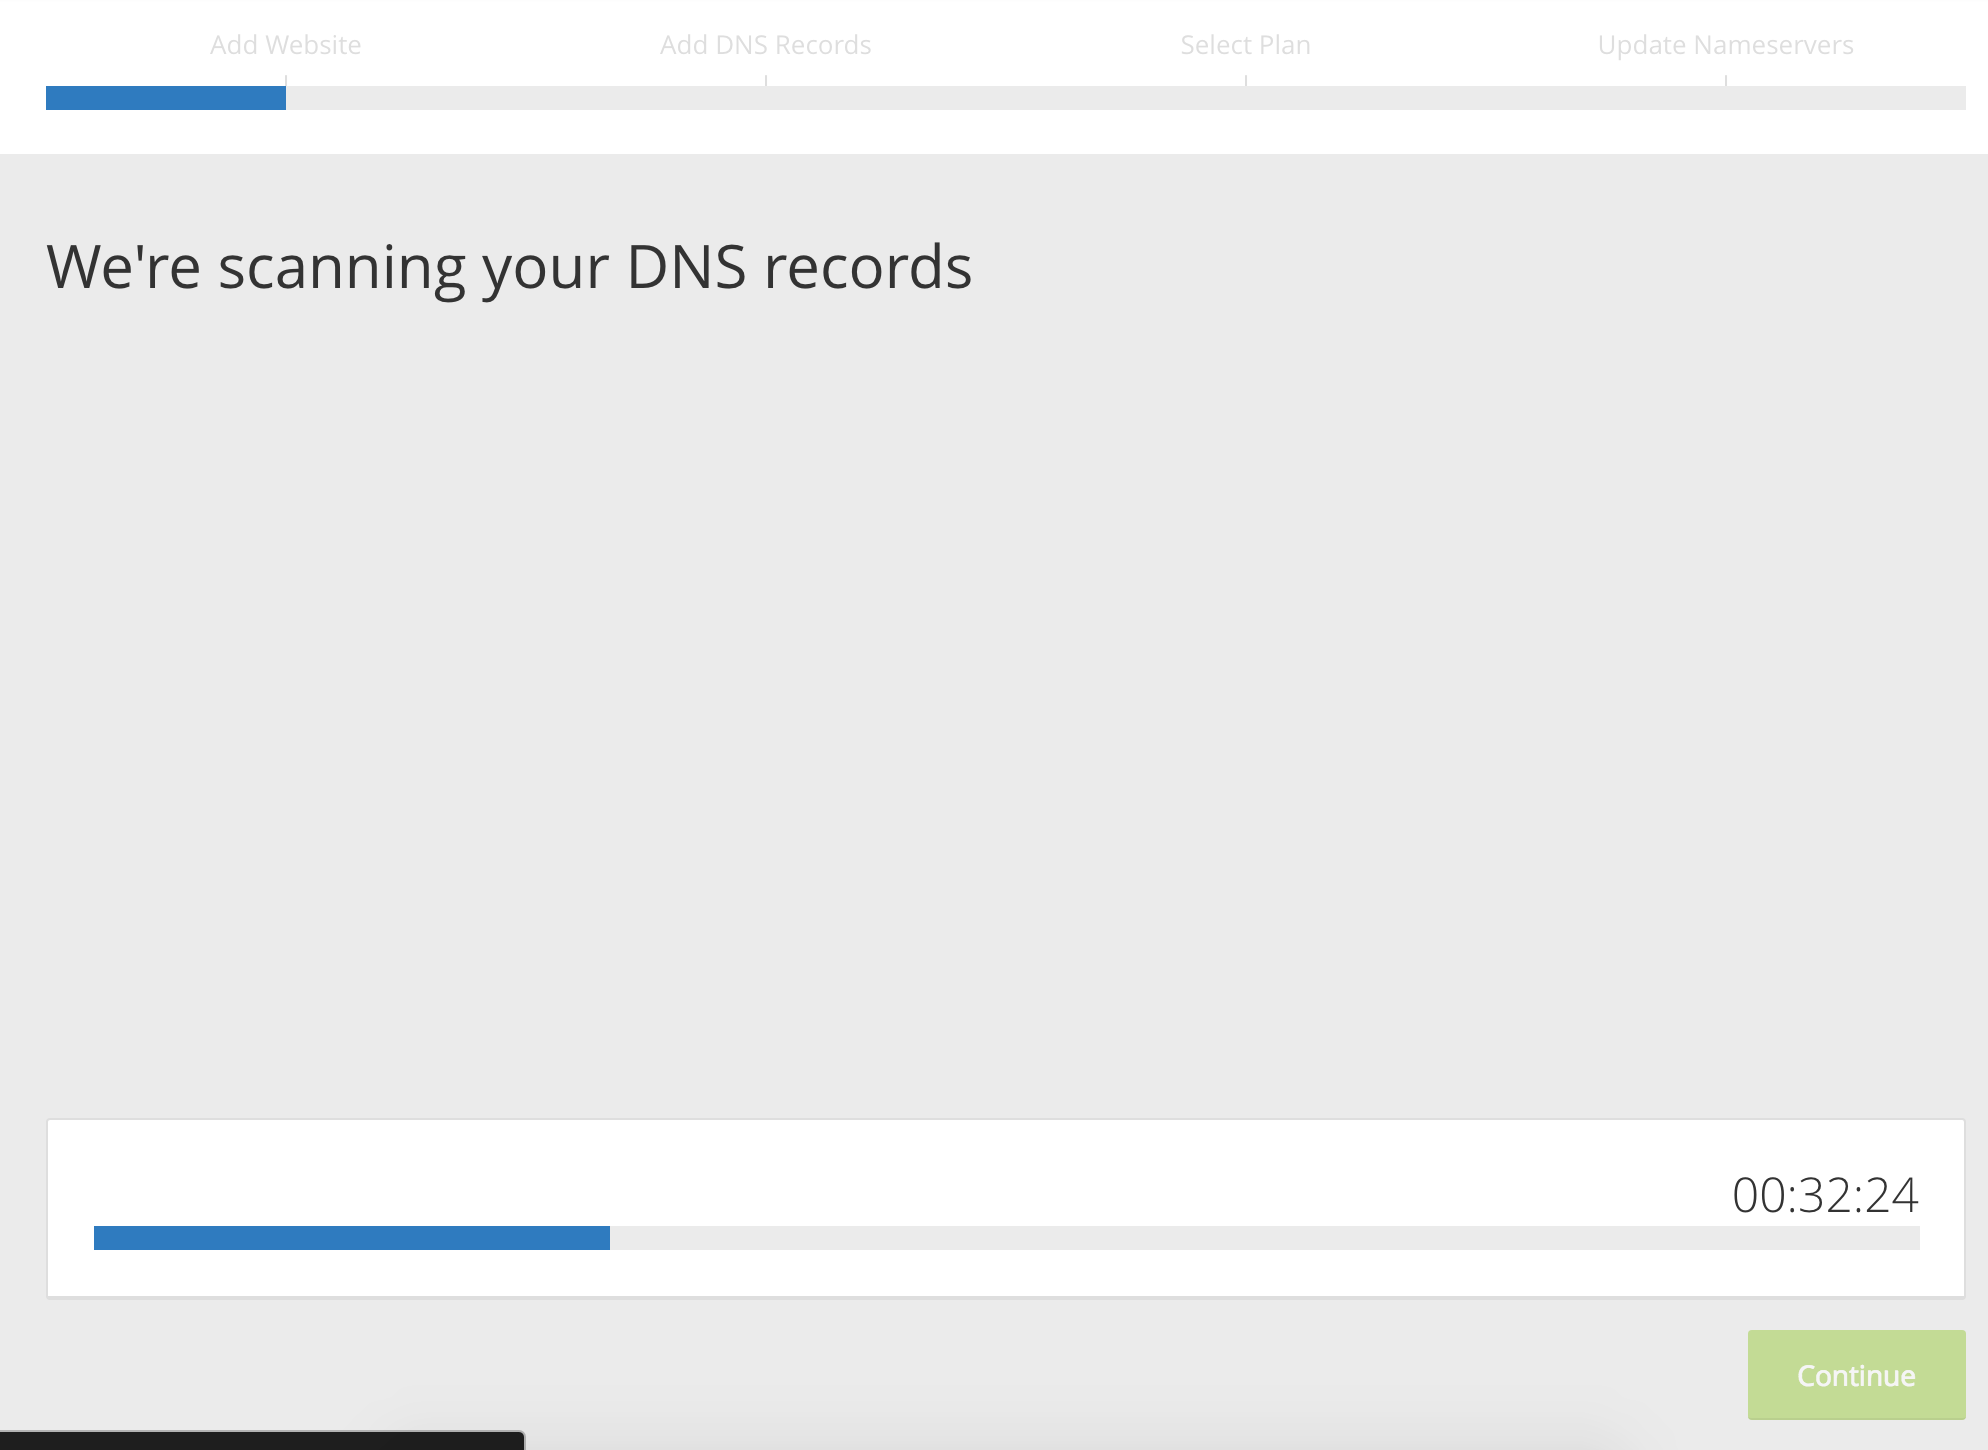 Add Website
Add DNS Records
Select Plan
Update Nameservers
We're scanning your DNS records
00:32:24
Continue